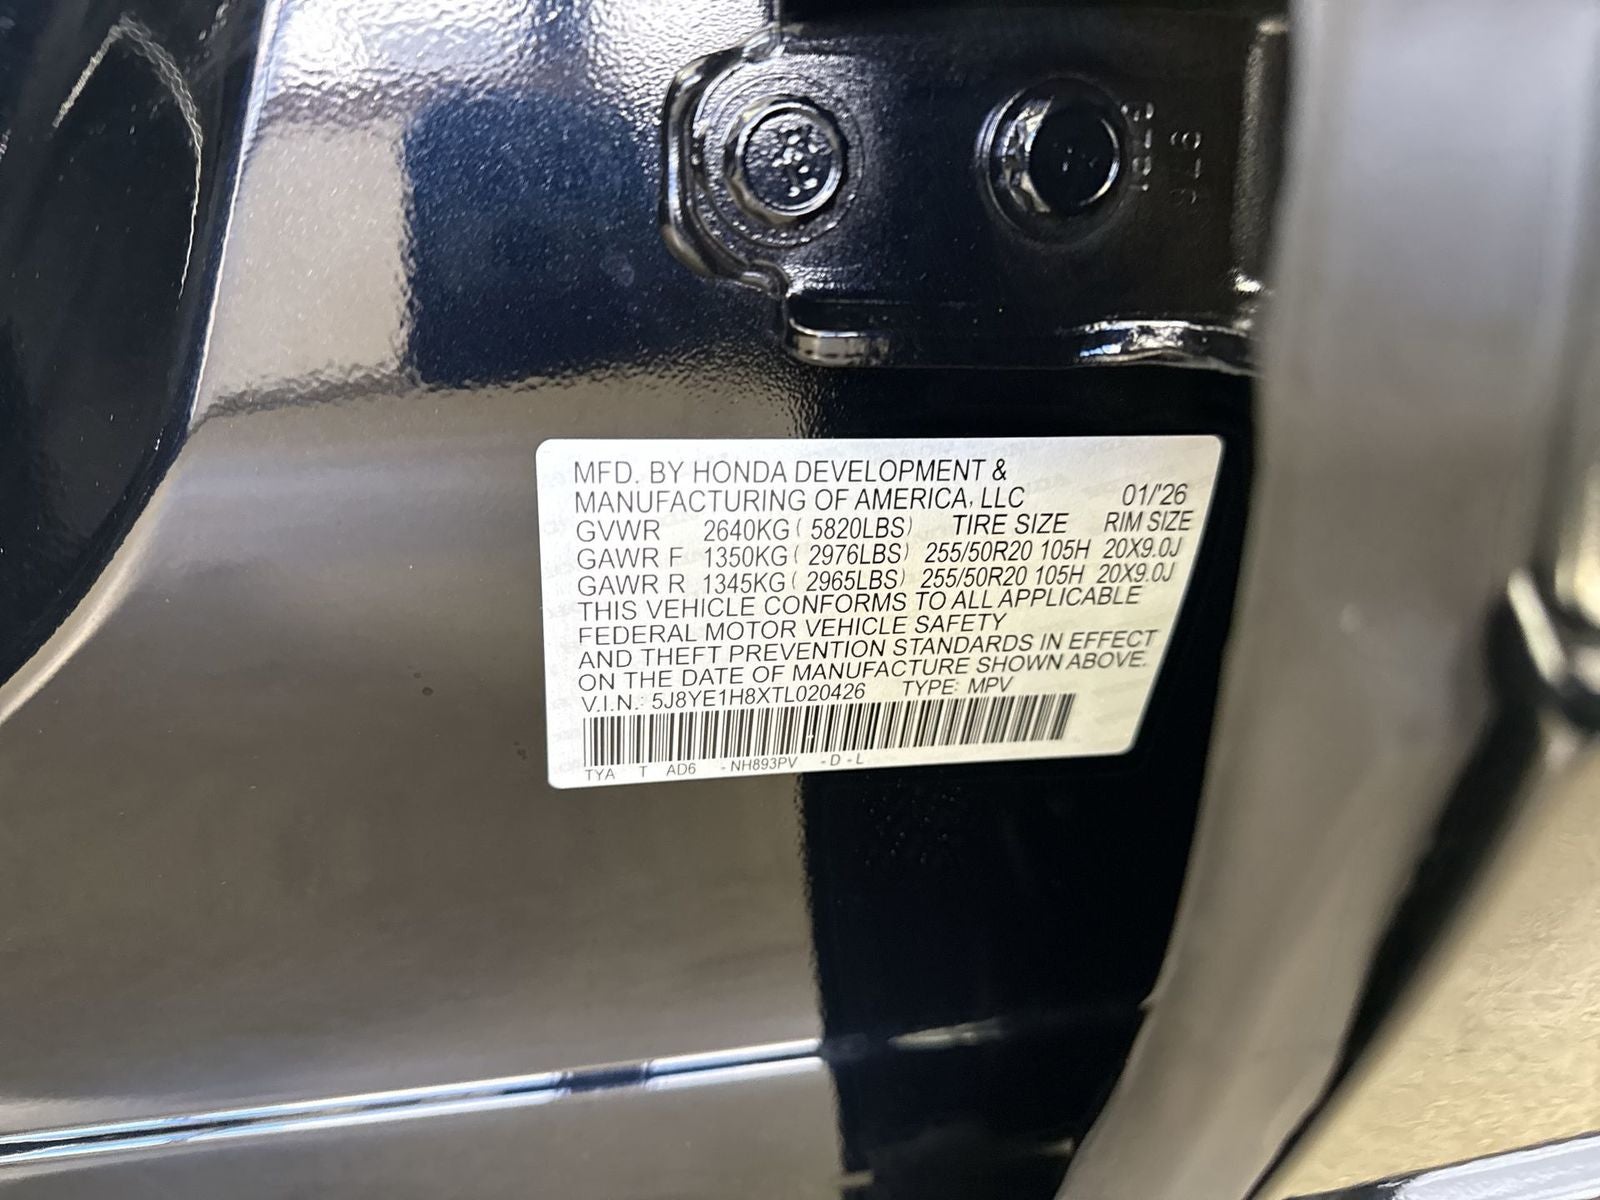 MFD. BY HONDA DEVELOPMENT &
MANUFACTURING OF AMERICA, LLC 01/'26
GVWR 2640KG ( 5820LBS) TIRE SIZE RIM SIZE
GAWR F 1350KG ( 2976LBS) 255/50R20 105H 20X9.0J
GAWR R 1345KG ( 2965LBS) 255/50R20 105H 20X9.0J
THIS VEHICLE CONFORMS TO ALL APPLICABLE
FEDERAL MOTOR VEHICLE SAFETY
AND THEFT PREVENTION STANDARDS IN EFFECT
ON THE DATE OF MANUFACTURE SHOWN ABOVE.
V.I.N.: 5J8YE1H8XTL020426 TYPE: MPV
TYA T AD6 - NH893PV - D - L